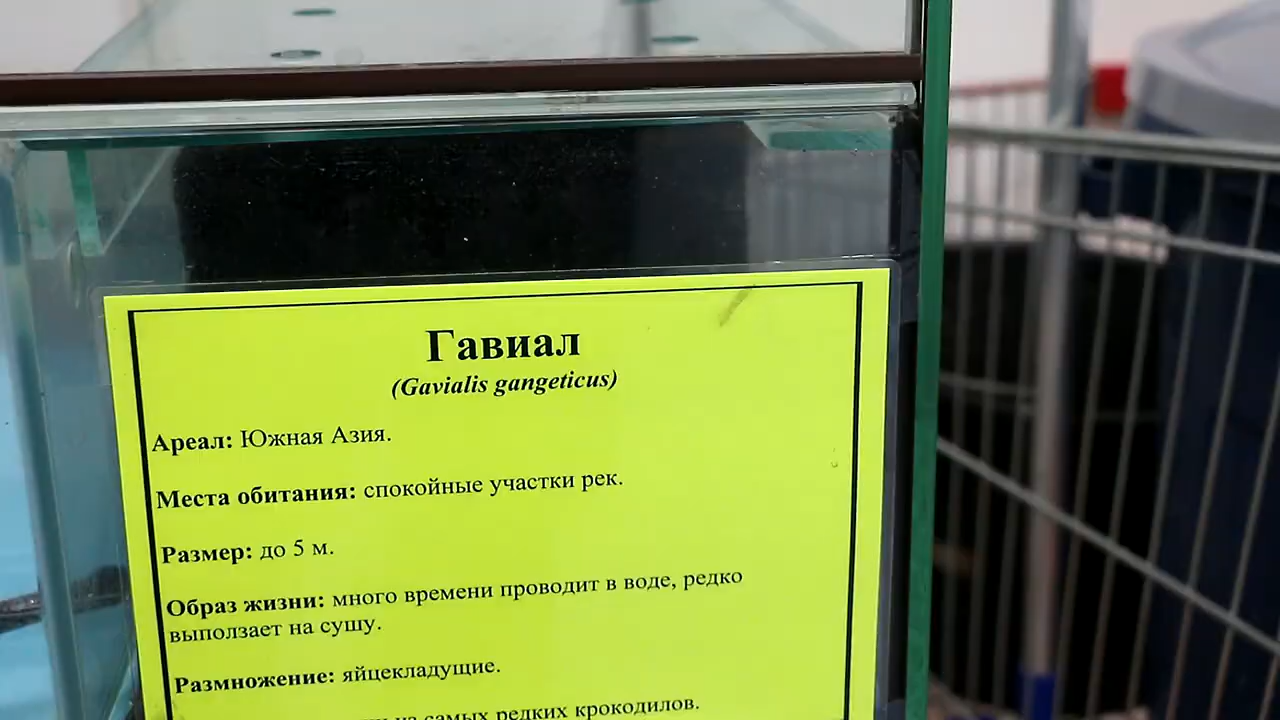 Гавиал
(Gavialis gangeticus)
Ареал: Южная Азия.
Места обитания: спокойные участки рек.
Размер: до 5 м.
Образ жизни: много времени проводит в воде, редко
выползает на сушу.
Размножение: яйцекладущие.
из самых редких крокодилов.